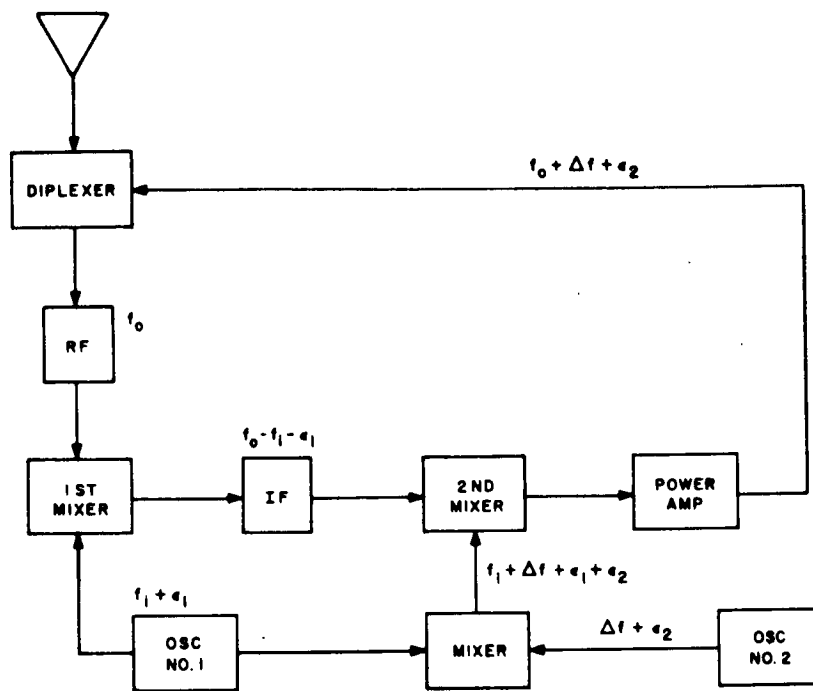 DIPLEXER
f₀ + Δf + ϵ₂
RF
f₀
1ST
MIXER
f₀ - f₁ - ϵ₁
IF
2ND
MIXER
POWER
AMP
f₁ + ϵ₁
f₁ + Δf + ϵ₁ + ϵ₂
OSC
NO. 1
MIXER
Δf + ϵ₂
OSC
NO. 2